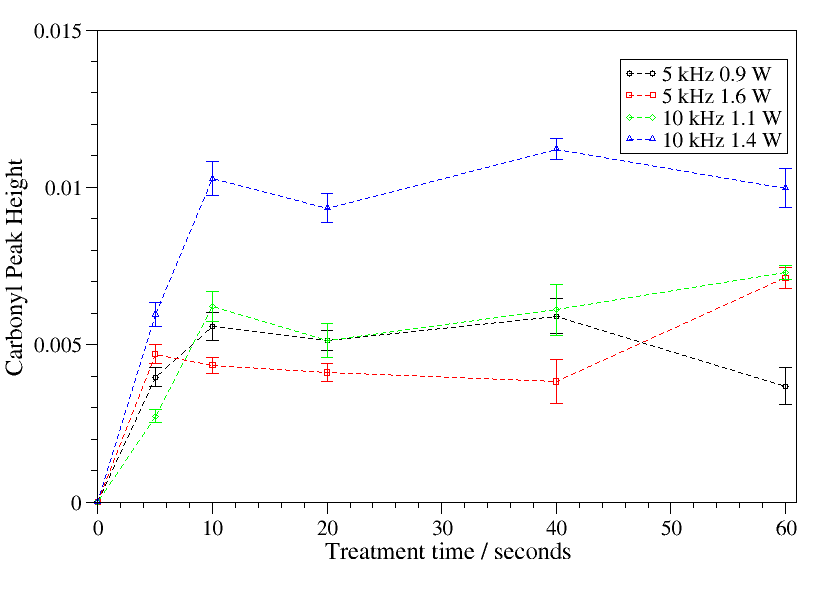 0.015
0.01
0.005
0
Carbonyl Peak Height
5 kHz 0.9 W
5 kHz 1.6 W
10 kHz 1.1 W
10 kHz 1.4 W
0 10 20 30 40 50 60
Treatment time / seconds